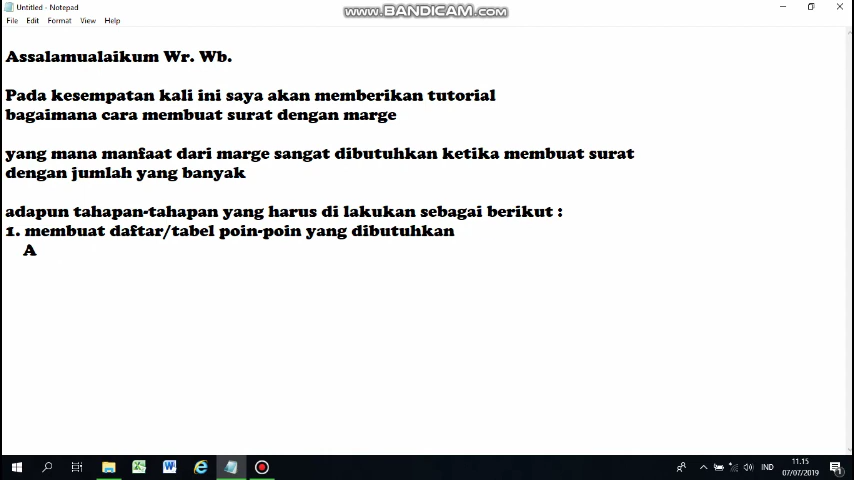 Untitled - Notepad
WWW.BANDICAM.COM
File Edit Format View Help
Assalamualaikum Wr. Wb.
Pada kesempatan kali ini saya akan memberikan tutorial
bagaimana cara membuat surat dengan marge
yang mana manfaat dari marge sangat dibutuhkan ketika membuat surat
dengan jumlah yang banyak
adapun tahapan-tahapan yang harus di lakukan sebagai berikut :
1. membuat daftar/tabel poin-poin yang dibutuhkan
A
IND
11.15
07/07/2019